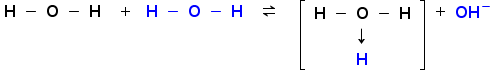 H – O – H + H – O – H ⇌ [ H – O – H ] + OH⁻
↓
H